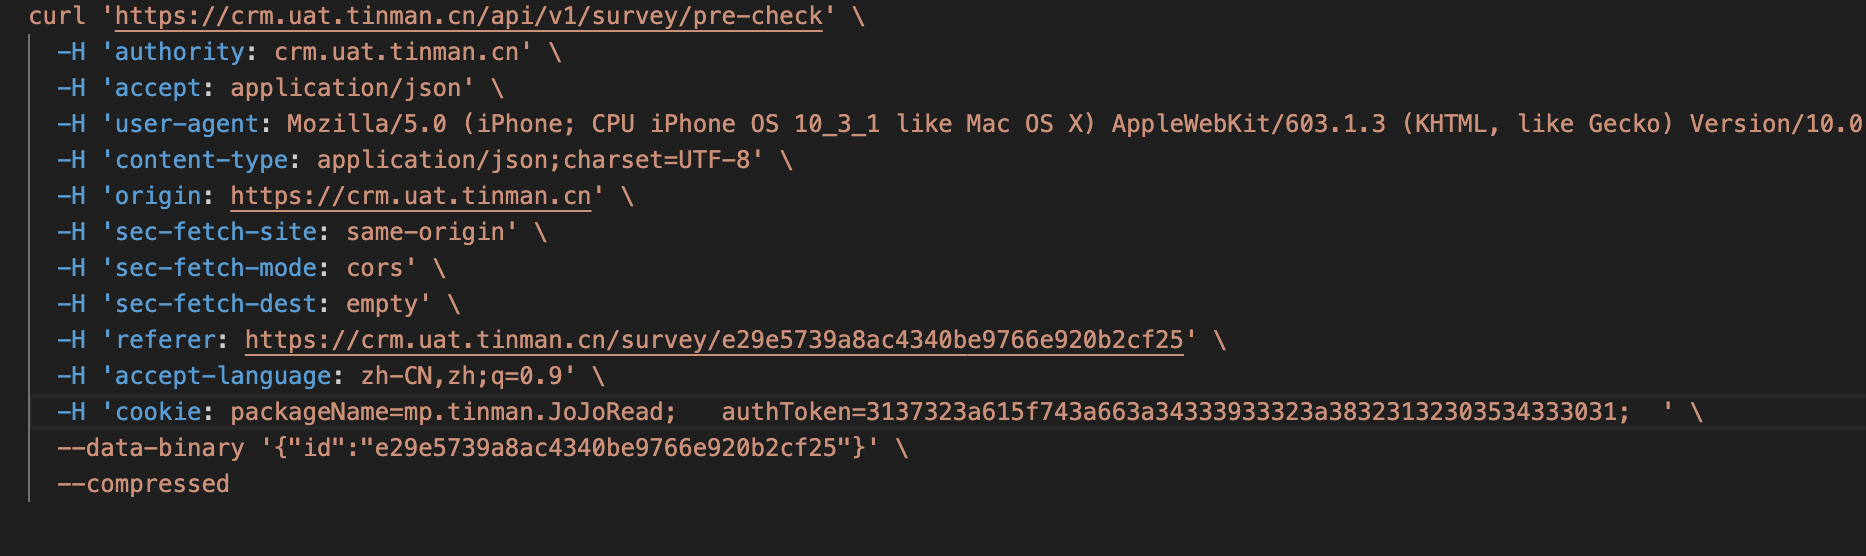 curl 'https://crm.uat.tinman.cn/api/v1/survey/pre-check' \
-H 'authority: crm.uat.tinman.cn' \
-H 'accept: application/json' \
-H 'user-agent: Mozilla/5.0 (iPhone; CPU iPhone OS 10_3_1 like Mac OS X) AppleWebKit/603.1.3 (KHTML, like Gecko) Version/10.0
-H 'content-type: application/json;charset=UTF-8' \
-H 'origin: https://crm.uat.tinman.cn' \
-H 'sec-fetch-site: same-origin' \
-H 'sec-fetch-mode: cors' \
-H 'sec-fetch-dest: empty' \
-H 'referer: https://crm.uat.tinman.cn/survey/e29e5739a8ac4340be9766e920b2cf25' \
-H 'accept-language: zh-CN,zh;q=0.9' \
-H 'cookie: packageName=mp.tinman.JoJoRead;   authToken=3137323a615f743a663a34333933323a38323132303534333031;  ' \
--data-binary '{"id":"e29e5739a8ac4340be9766e920b2cf25"}' \
--compressed